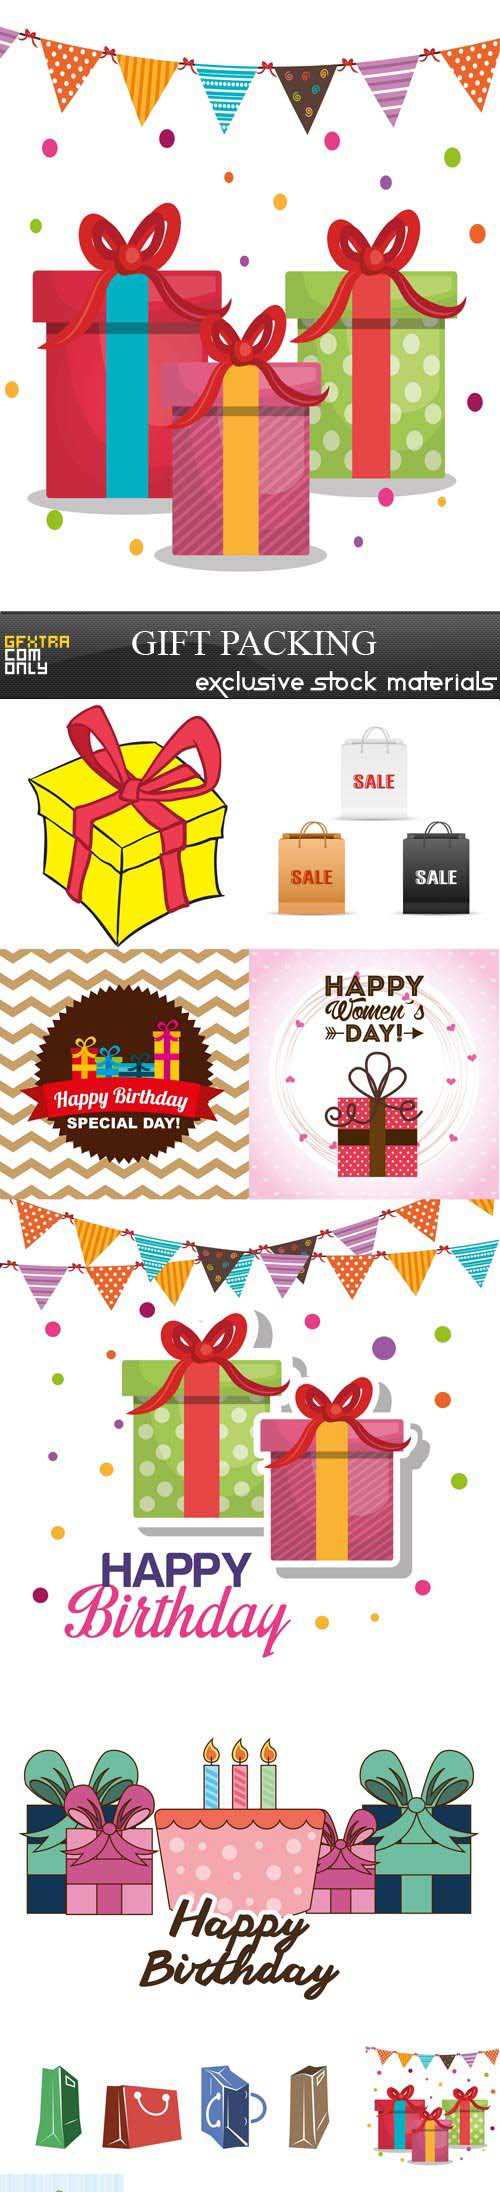 GFXTRA
COM
ONLY
GIFT PACKING
exclusive stock materials
SALE
SALE
SALE
Happy Birthday
SPECIAL DAY!
HAPPY
Women´s
DAY!
HAPPY
Birthday
Happy
Birthday